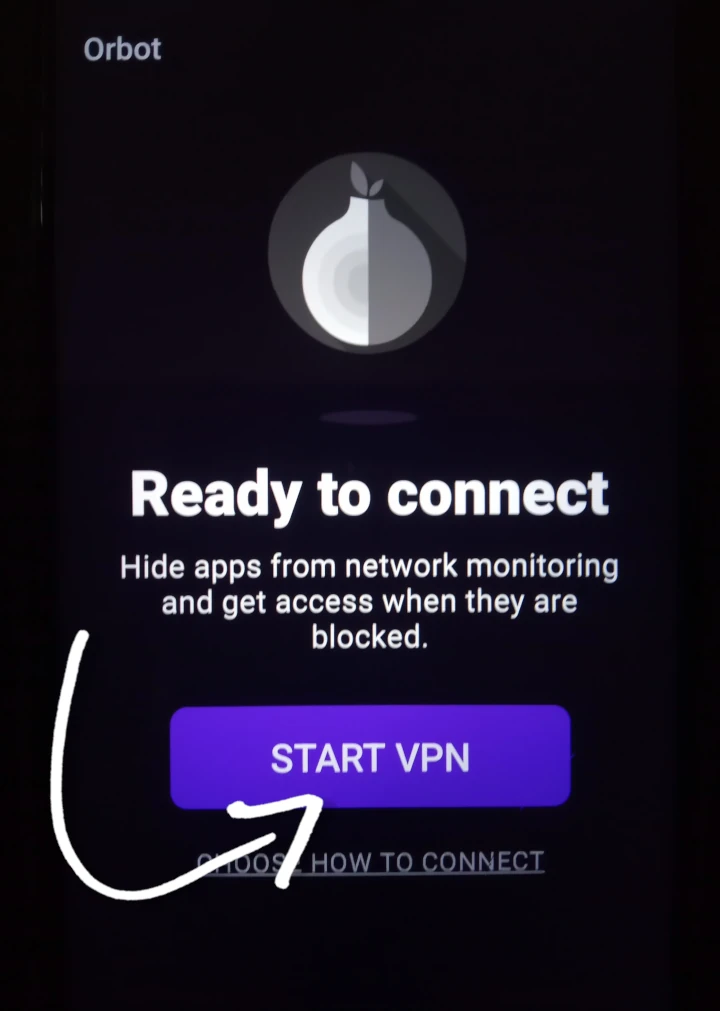 Orbot
Ready to connect
Hide apps from network monitoring
and get access when they are
blocked.
START VPN
CHOOSE HOW TO CONNECT